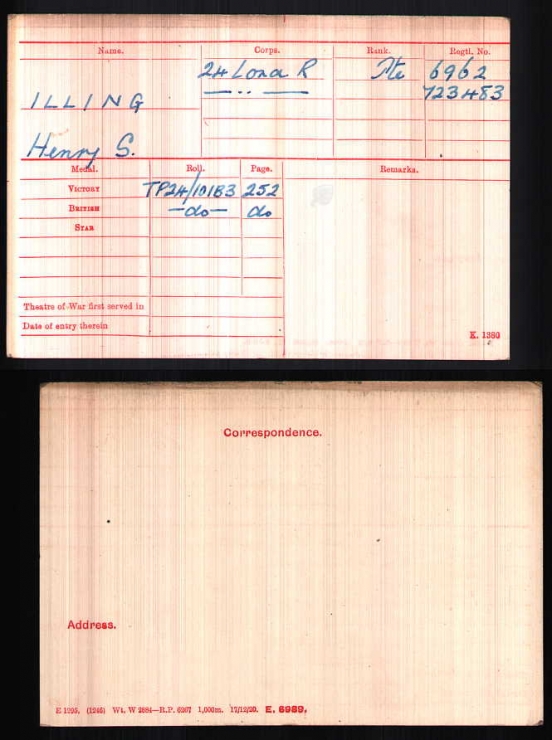 Name. Corps. Rank. Regtl. No.
24 Lond R Pte 6962
— .. — 723483
ILLING
Henry S.
Medal. Roll. Page. Remarks.
VICTORY TP24/101B3 252
BRITISH —do— do
STAR
Theatre of War first served in
Date of entry therein
K. 1380
Correspondence.
Address.
(1246) Wt. W 2884—R.P. 6267 1,000m. 17/12/20. E. 6989.